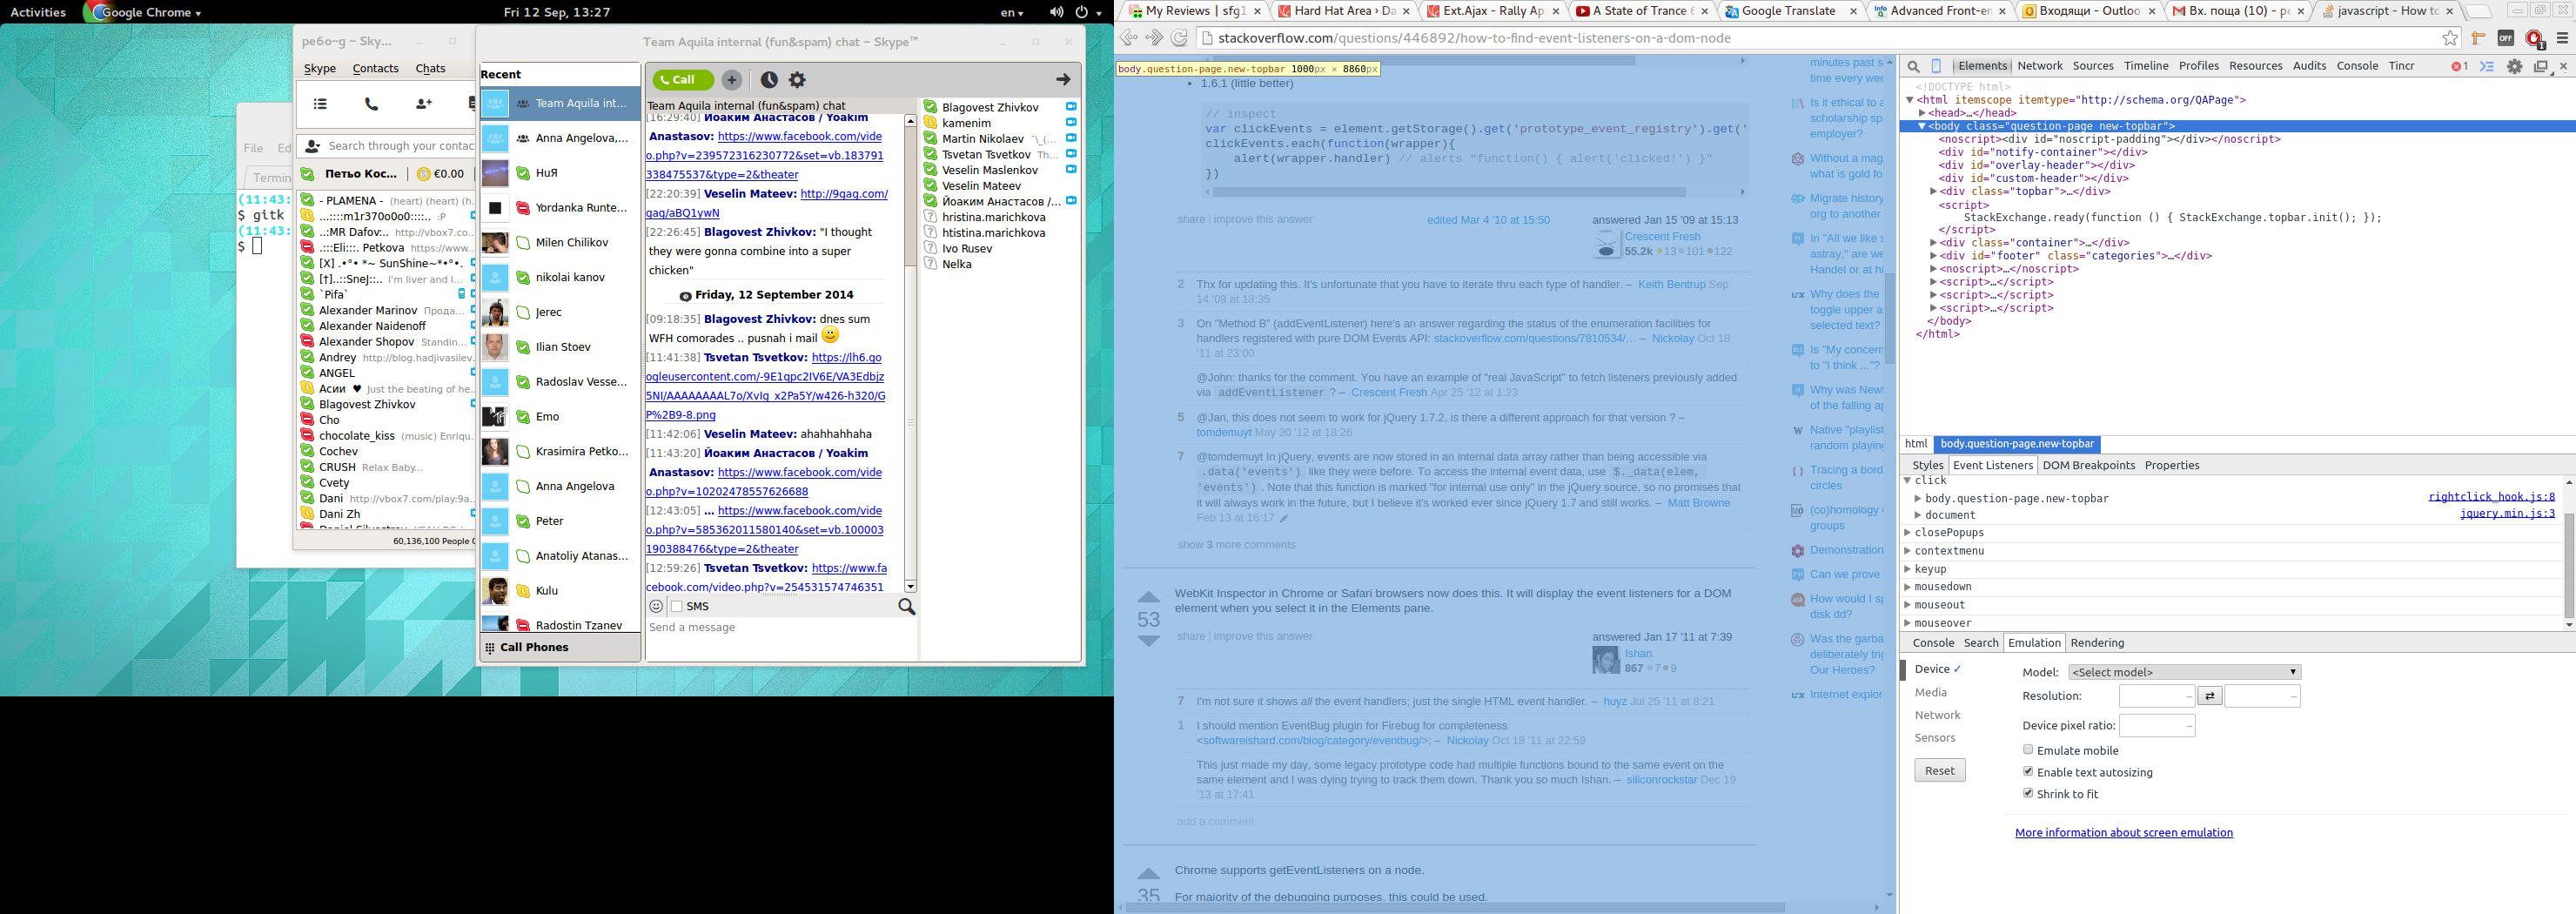 Activities
Google Chrome
Fri 12 Sep, 13:27
en
pe6o-g – Sky...
Skype Contacts Chats
Search through your contac
Петьо Кос...
€0.00
- PLAMENA - (heart) (heart) (h.
...::::m1r370o0o0::::.. :P
..:MR Dafov:.. http://vbox7.co...
.:::Eli:::. Petkova https://www...
[X] .•°• *~ SunShine~*•°•.
[†]..::SneJ::.. I'm liver and l...
`Pifa`
Alexander Marinov Прода...
Alexander Naidenoff
Alexander Shopov Standin...
Andrey http://blog.hadjivasilev.
ANGEL
Асии ♥ Just the beating of he...
Blagovest Zhivkov
Cho
chocolate_kiss (music) Enriqu...
Cochev
CRUSH Relax Baby...
Cvety
Dani http://vbox7.com/play:9a...
Dani Zh
60,136,100 People
File Ed
Termin
(11:43:
$ gitk
(11:43:
$
Team Aquila internal (fun&spam) chat – Skype™
Recent
Team Aquila int...
Anna Angelova,...
НиЯ
Yordanka Runte...
Milen Chilikov
nikolai kanov
Jerec
Ilian Stoev
Radoslav Vesse...
Emo
Krasimira Petko...
Anna Angelova
Peter
Anatoliy Atanas...
Kulu
Radostin Tzanev
Call Phones
Call
Team Aquila internal (fun&spam) chat
[16:29:40] Йоаким Анастасов / Yoakim
Anastasov: https://www.facebook.com/vide
o.php?v=239572316230772&set=vb.183791
338475537&type=2&theater
[22:20:39] Veselin Mateev: http://9gag.com/
gag/aBQ1ywN
[22:26:45] Blagovest Zhivkov: "I thought
they were gonna combine into a super
chicken"
Friday, 12 September 2014
[09:18:35] Blagovest Zhivkov: dnes sum
WFH comorades .. pusnah i mail
[11:41:38] Tsvetan Tsvetkov: https://lh6.go
ogleusercontent.com/-9E1qpc2IV6E/VA3Edbjz
5NI/AAAAAAAAL7o/XvIq_x2Pa5Y/w426-h320/G
P%2B9-8.png
[11:42:06] Veselin Mateev: ahahhahhaha
[11:43:20] Йоаким Анастасов / Yoakim
Anastasov: https://www.facebook.com/vide
o.php?v=10202478557626688
[12:43:05] ... https://www.facebook.com/vide
o.php?v=585362011580140&set=vb.100003
190388476&type=2&theater
[12:59:26] Tsvetan Tsvetkov: https://www.fa
cebook.com/video.php?v=254531574746351
SMS
Send a message
Blagovest Zhivkov
kamenim
Martin Nikolaev ¯\_(...
Tsvetan Tsvetkov Th...
Veselin Maslenkov
Veselin Mateev
Йоаким Анастасов /...
hristina.marichkova
htistina.marichkova
Ivo Rusev
Nelka
My Reviews | sfg1
Hard Hat Area › Da
Ext.Ajax - Rally Ap
A State of Trance 6
Google Translate
Advanced Front-en
Входящи - Outloo
Вх. поща (10) - pe
javascript - How to
stackoverflow.com/questions/446892/how-to-find-event-listeners-on-a-dom-node
OFF
body.question-page.new-topbar 1000px × 8860px
1.6.1 (little better)
// inspect
var clickEvents = element.getStorage().get('prototype_event_registry').get('
clickEvents.each(function(wrapper){
alert(wrapper.handler) // alerts "function() { alert('clicked!') }"
})
share improve this answer
edited Mar 4 '10 at 15:50
answered Jan 15 '09 at 15:13
Crescent Fresh
55.2k 13 101 122
2 Thx for updating this. It's unfortunate that you have to iterate thru each type of handler. – Keith Bentrup Sep
14 '09 at 18:35
3 On "Method B" (addEventListener) here's an answer regarding the status of the enumeration facilities for
handlers registered with pure DOM Events API: stackoverflow.com/questions/7810534/... – Nickolay Oct 18
'11 at 23:00
@John: thanks for the comment. You have an example of "real JavaScript" to fetch listeners previously added
via addEventListener ? – Crescent Fresh Apr 25 '12 at 1:23
5 @Jan, this does not seem to work for jQuery 1.7.2, is there a different approach for that version ? –
tomdemuyt May 30 '12 at 18:26
7 @tomdemuyt In jQuery, events are now stored in an internal data array rather than being accessible via
.data('events') like they were before. To access the internal event data, use $._data(elem,
'events') . Note that this function is marked "for internal use only" in the jQuery source, so no promises that
it will always work in the future, but I believe it's worked ever since jQuery 1.7 and still works. – Matt Browne
Feb 13 at 16:17
show 3 more comments
53
WebKit Inspector in Chrome or Safari browsers now does this. It will display the event listeners for a DOM
element when you select it in the Elements pane.
share improve this answer
answered Jan 17 '11 at 7:39
Ishan
867 7 9
7 I'm not sure it shows all the event handlers; just the single HTML event handler. – huyz Jul 25 '11 at 8:21
1 I should mention EventBug plugin for Firebug for completeness
<softwareishard.com/blog/category/eventbug/>; – Nickolay Oct 18 '11 at 22:59
This just made my day, some legacy prototype code had multiple functions bound to the same event on the
same element and I was dying trying to track them down. Thank you so much Ishan. – siliconrockstar Dec 19
'13 at 17:41
add a comment
35
Chrome supports getEventListeners on a node.
For majority of the debugging purposes, this could be used.
minutes past s
time every wee
Is it ethical to
scholarship sp
employer?
Without a mag
what is gold fo
Migrate history
org to another
In "All we like s
astray," are we
Handel or at hi
Why does the
toggle upper a
selected text?
Is "My concern
to "I think ..."?
Why was Newt
of the falling ap
Native "playlist
random playing
Tracing a bord
circles
(co)homology o
groups
Demonstration
Can we prove
How would I sp
disk dd?
Was the garba
deliberately trig
Our Heroes?
Internet explor
Elements Network Sources Timeline Profiles Resources Audits Console Tincr
1
<!DOCTYPE html>
<html itemscope itemtype="http://schema.org/QAPage">
<head>…</head>
<body class="question-page new-topbar">
<noscript><div id="noscript-padding"></div></noscript>
<div id="notify-container"></div>
<div id="overlay-header"></div>
<div id="custom-header"></div>
<div class="topbar">…</div>
<script>
StackExchange.ready(function () { StackExchange.topbar.init(); });
</script>
<div class="container">…</div>
<div id="footer" class="categories">…</div>
<noscript>…</noscript>
<script>…</script>
<script>…</script>
<script>…</script>
</body>
</html>
html body.question-page.new-topbar
Styles Event Listeners DOM Breakpoints Properties
click
body.question-page.new-topbar rightclick_hook.js:8
document jquery.min.js:3
closePopups
contextmenu
keyup
mousedown
mouseout
mouseover
Console Search Emulation Rendering
Device ✓
Media
Network
Sensors
Reset
Model: <Select model>
Resolution:
Device pixel ratio:
Emulate mobile
Enable text autosizing
Shrink to fit
More information about screen emulation